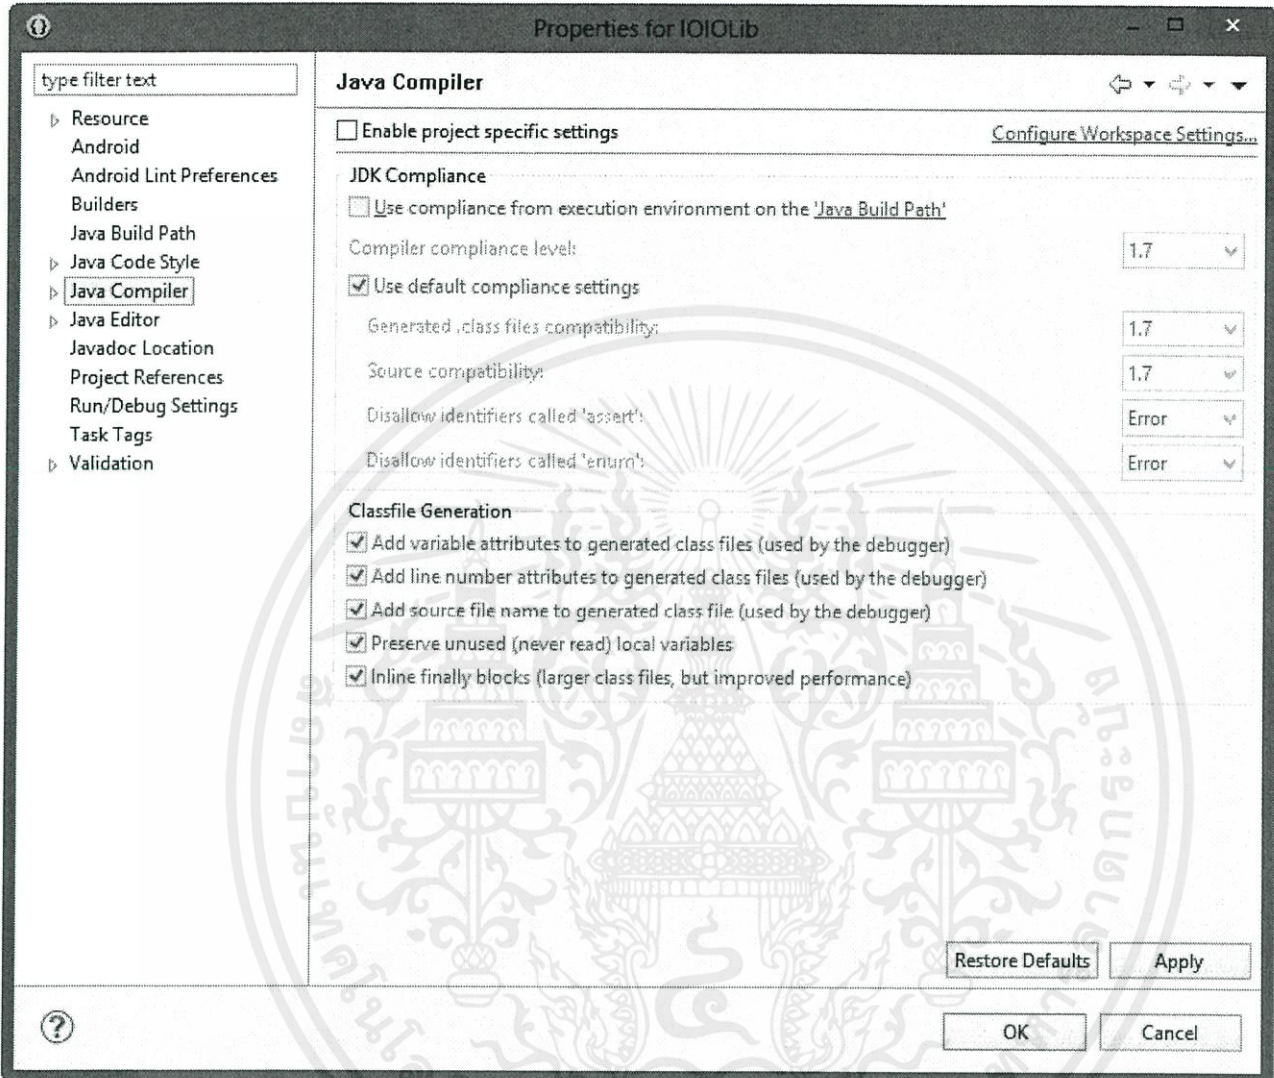 Properties for IOIOLib
type filter text
Resource
Android
Android Lint Preferences
Builders
Java Build Path
Java Code Style
Java Compiler
Java Editor
Javadoc Location
Project References
Run/Debug Settings
Task Tags
Validation
Java Compiler
Enable project specific settings
Configure Workspace Settings...
JDK Compliance
Use compliance from execution environment on the 'Java Build Path'
Compiler compliance level: 1.7
Use default compliance settings
Generated .class files compatibility: 1.7
Source compatibility: 1.7
Disallow identifiers called 'assert': Error
Disallow identifiers called 'enum': Error
Classfile Generation
Add variable attributes to generated class files (used by the debugger)
Add line number attributes to generated class files (used by the debugger)
Add source file name to generated class file (used by the debugger)
Preserve unused (never read) local variables
Inline finally blocks (larger class files, but improved performance)
Restore Defaults Apply
OK Cancel